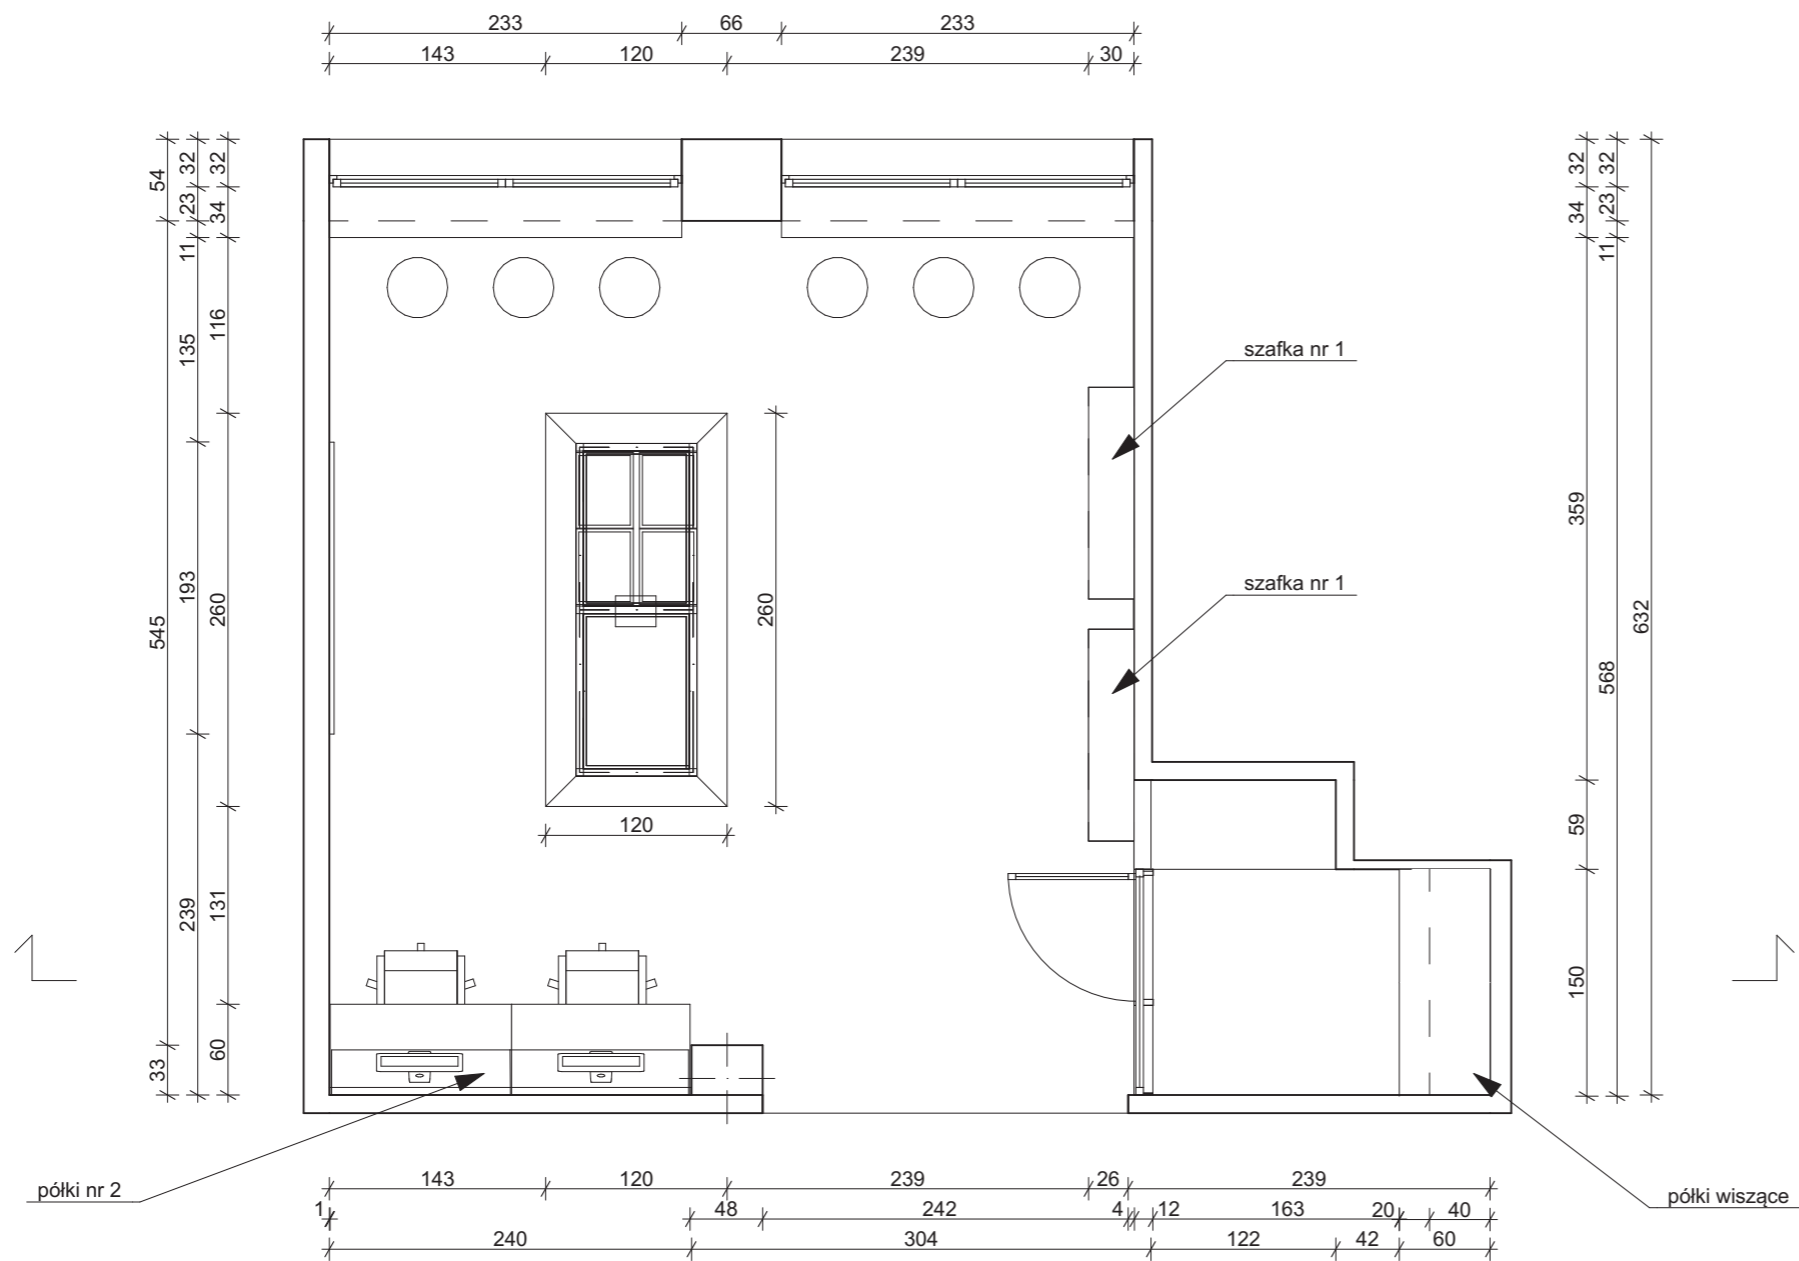 233 66 233
143 120 239 30
54 32 32
23 34
11
135 116
193 260
545
239 131
33 60
32 32
34 23
11
359
568
632
59
150
szafka nr 1
szafka nr 1
260
120
półki nr 2
półki wiszące
143 120 239 26 239
1 48 242 4 12 163 20 40
240 304 122 42 60